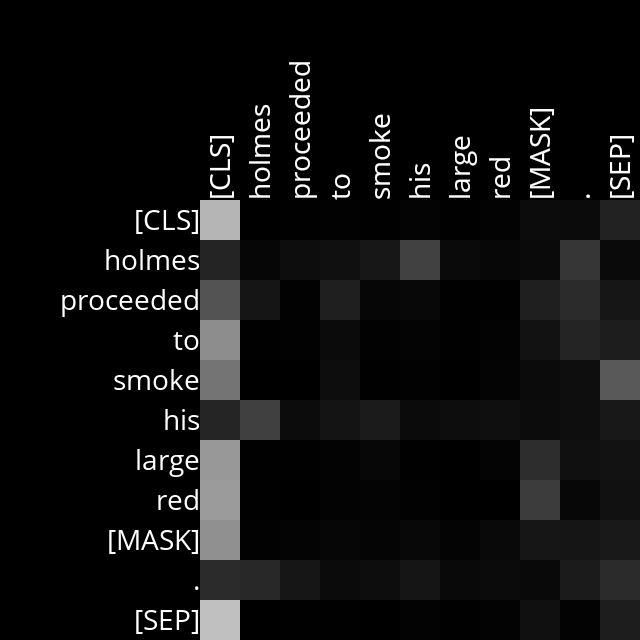 [CLS]
holmes
proceeded
to
smoke
his
large
red
[MASK]
.
[SEP]
[CLS]
holmes
proceeded
to
smoke
his
large
red
[MASK]
.
[SEP]